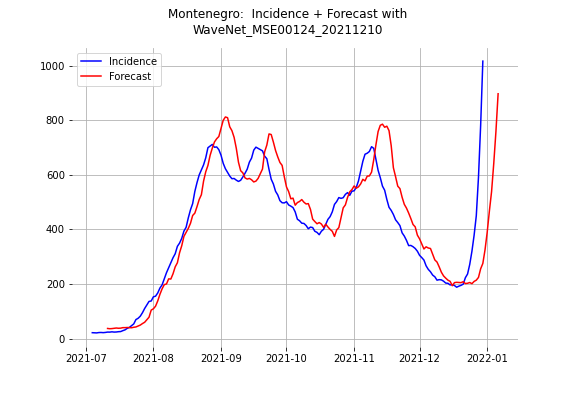 Montenegro:  Incidence + Forecast with
WaveNet_MSE00124_20211210
Incidence
Forecast
1000
800
600
400
200
0
2021-07 2021-08 2021-09 2021-10 2021-11 2021-12 2022-01